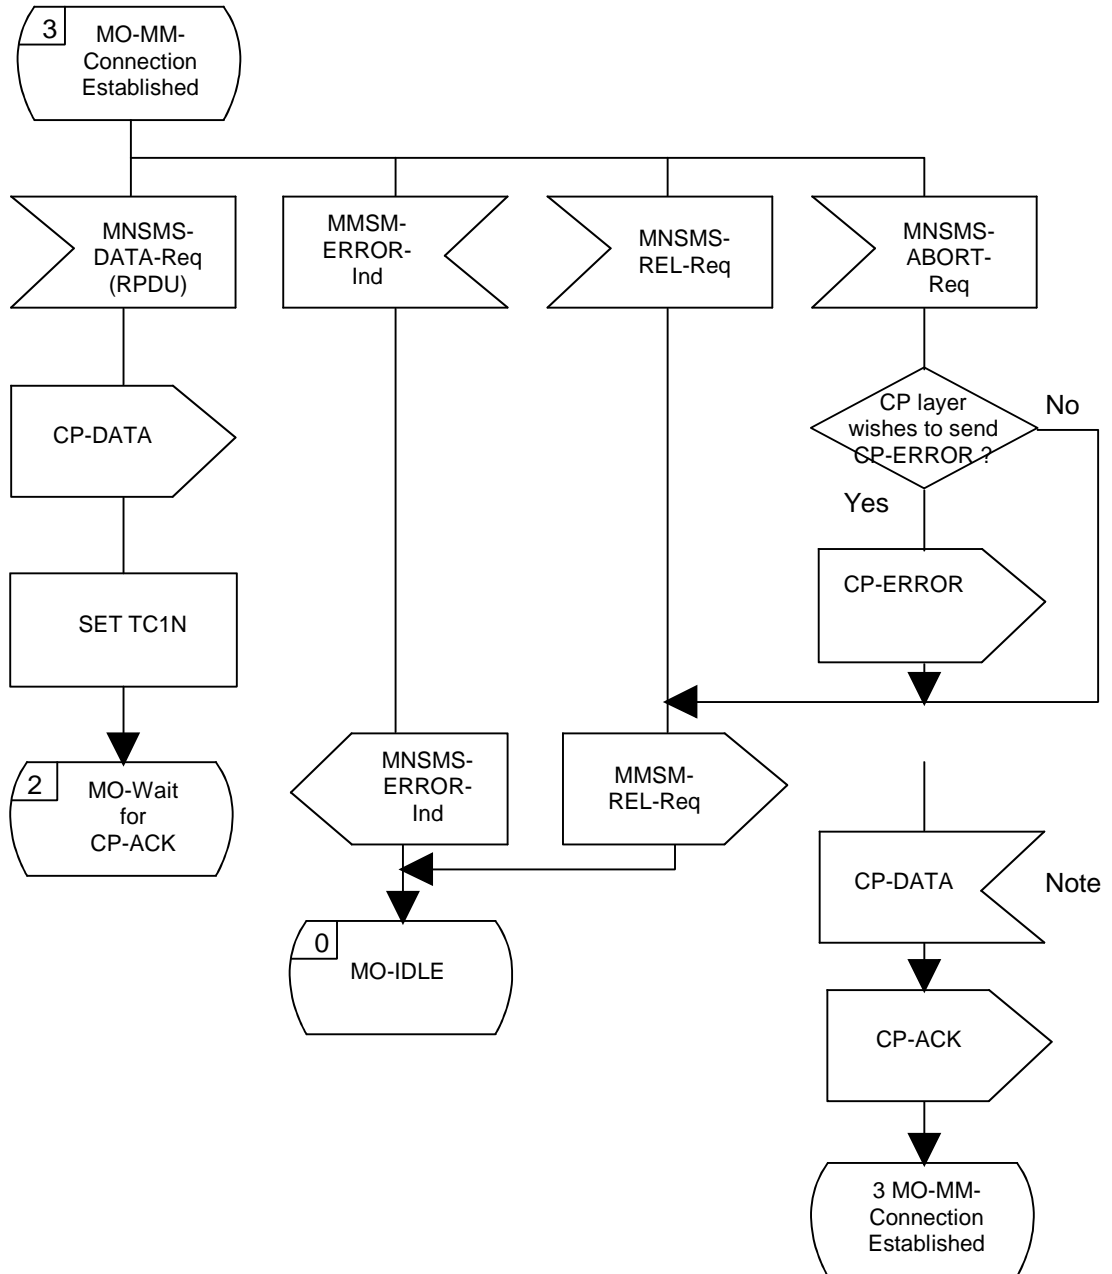 3
MO-MM-
Connection
Established
MNSMS-
DATA-Req
(RPDU)
MMSM-
ERROR-
Ind
MNSMS-
REL-Req
MNSMS-
ABORT-
Req
CP-DATA
CP layer
wishes to send
CP-ERROR ?
No
Yes
CP-ERROR
SET TC1N
2
MO-Wait
for
CP-ACK
MNSMS-
ERROR-
Ind
MMSM-
REL-Req
CP-DATA
Note
0
MO-IDLE
CP-ACK
3 MO-MM-
Connection
Established